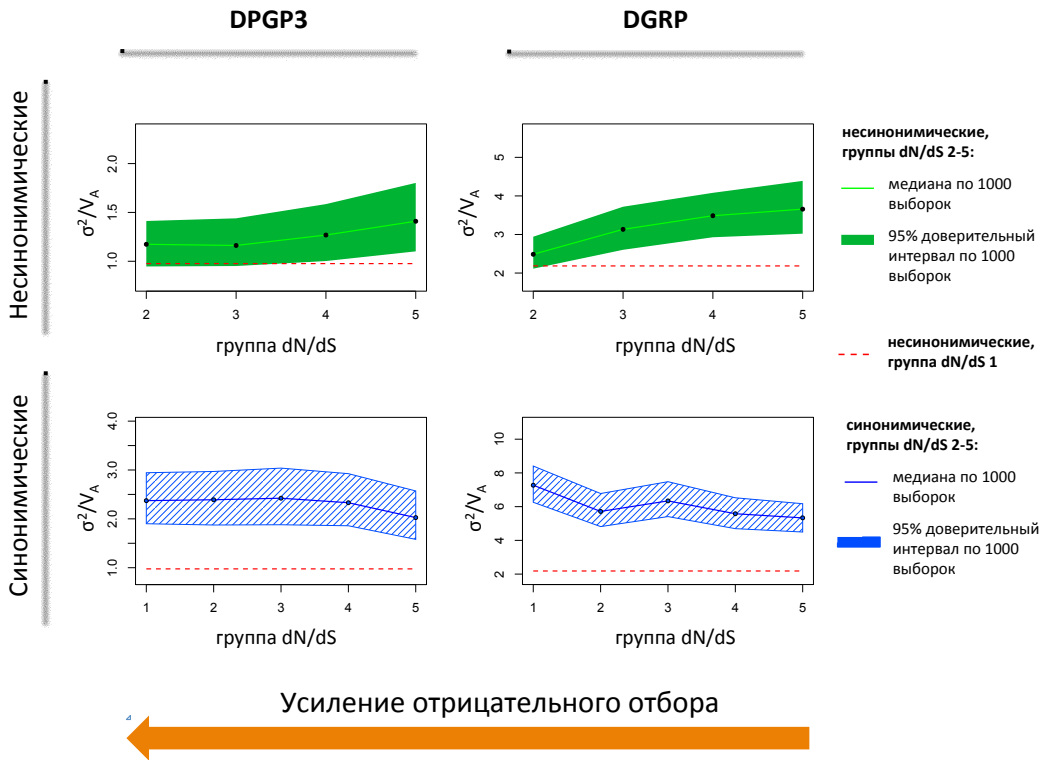 DPGP3
DGRP
Несинонимические
σ²/V_A
2.0
1.5
1.0
2 3 4 5
группа dN/dS
σ²/V_A
5
4
3
2
2 3 4 5
группа dN/dS
несинонимические,
группы dN/dS 2-5:
медиана по 1000
выборок
95% доверительный
интервал по 1000
выборок
несинонимические,
группа dN/dS 1
Синонимические
σ²/V_A
4.0
3.0
2.0
1.0
1 2 3 4 5
группа dN/dS
σ²/V_A
10
8
6
4
2
1 2 3 4 5
группа dN/dS
синонимические,
группы dN/dS 2-5:
медиана по 1000
выборок
95% доверительный
интервал по 1000
выборок
Усиление отрицательного отбора